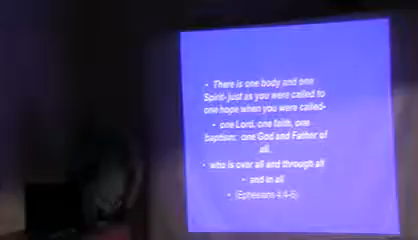 • There is one body and one
Spirit- just as you were called to
one hope when you were called-
• one Lord, one faith, one
baptism; one God and Father of
all,
• who is over all and through all
• and in all
• (Ephesians 4:4-6)